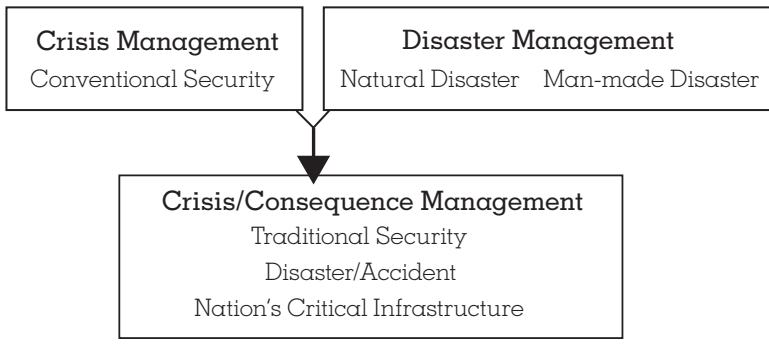 Crisis Management
Conventional Security
Disaster Management
Natural Disaster Man-made Disaster
Crisis/Consequence Management
Traditional Security
Disaster/Accident
Nation's Critical Infrastructure